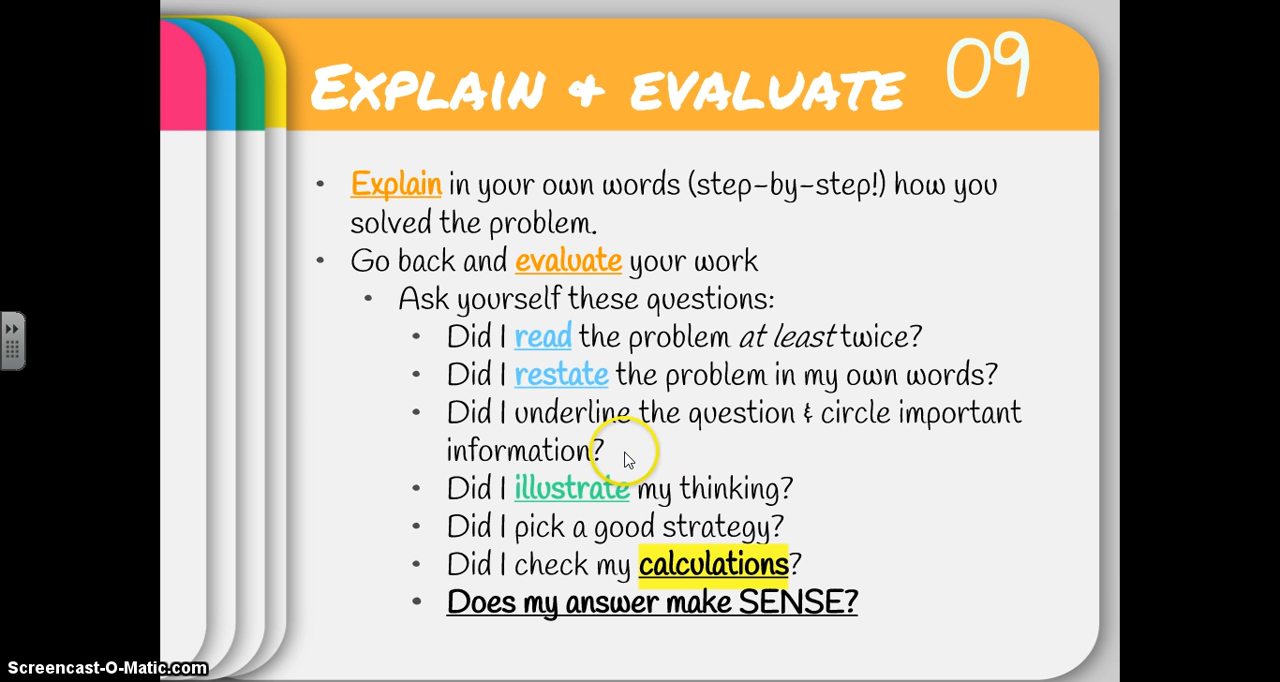 EXPLAIN & EVALUATE 09
• Explain in your own words (step-by-step!) how you
solved the problem.
• Go back and evaluate your work
• Ask yourself these questions:
• Did I read the problem at least twice?
• Did I restate the problem in my own words?
• Did I underline the question & circle important
information?
• Did I illustrate my thinking?
• Did I pick a good strategy?
• Did I check my calculations?
• Does my answer make SENSE?
Screencast-O-Matic.com